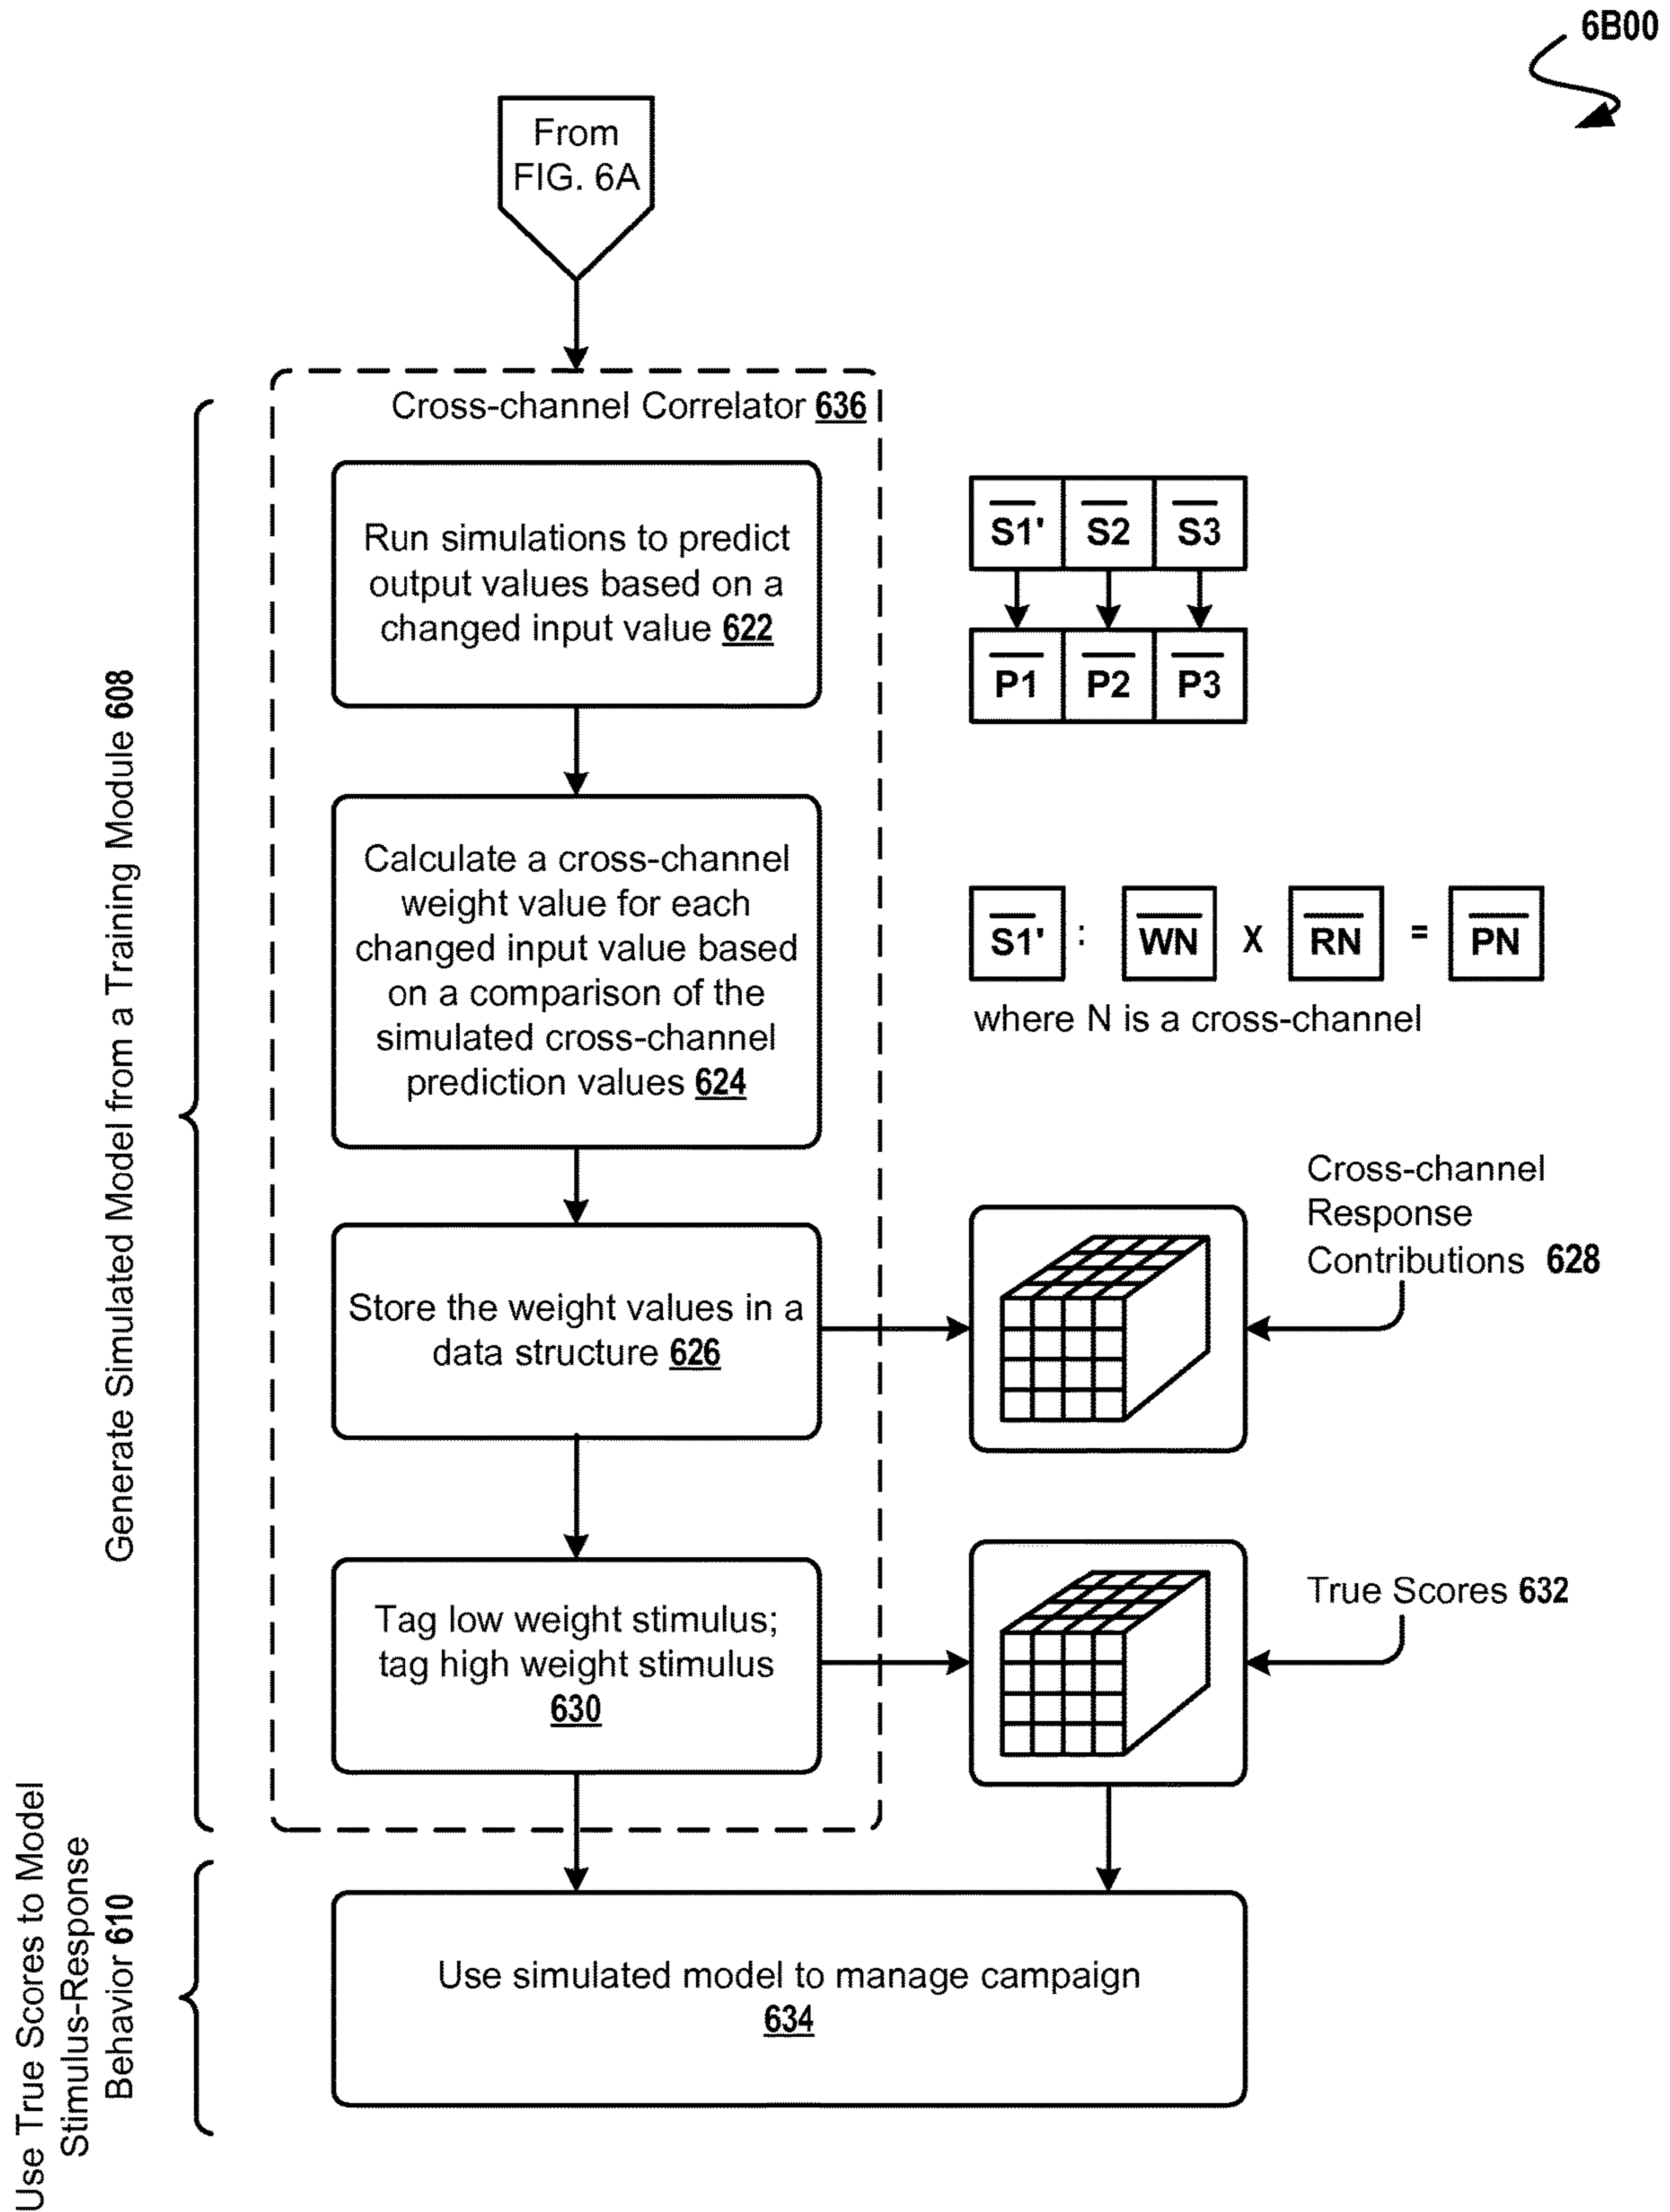 6B00
From
FIG. 6A
Cross-channel Correlator 636
Run simulations to predict
output values based on a
changed input value 622
S1' S2 S3
P1 P2 P3
Calculate a cross-channel
weight value for each
changed input value based
on a comparison of the
simulated cross-channel
prediction values 624
S1' : WN X RN = PN
where N is a cross-channel
Store the weight values in a
data structure 626
Cross-channel
Response
Contributions 628
Tag low weight stimulus;
tag high weight stimulus
630
True Scores 632
Generate Simulated Model from a Training Module 608
Use simulated model to manage campaign
634
Use True Scores to Model
Stimulus-Response
Behavior 610